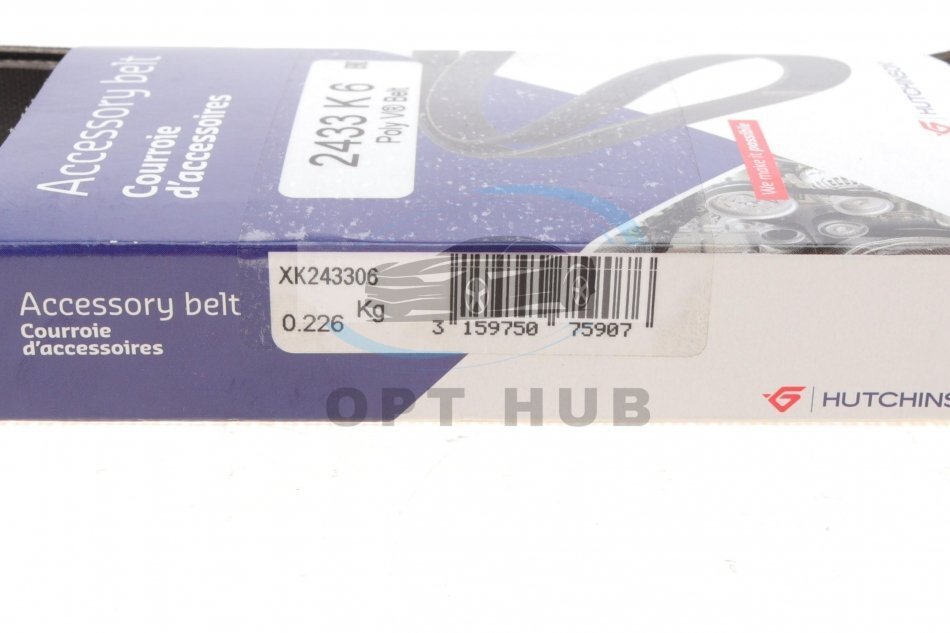 Accessory belt
Courroie
d'accessoires
2433 K 6
Poly V® Belt
We make it possible
HUTCHINSON
XK243306
0.226 Kg
3 159750 75907
Accessory belt
Courroie
d'accessoires
HUTCHINS
OPT HUB